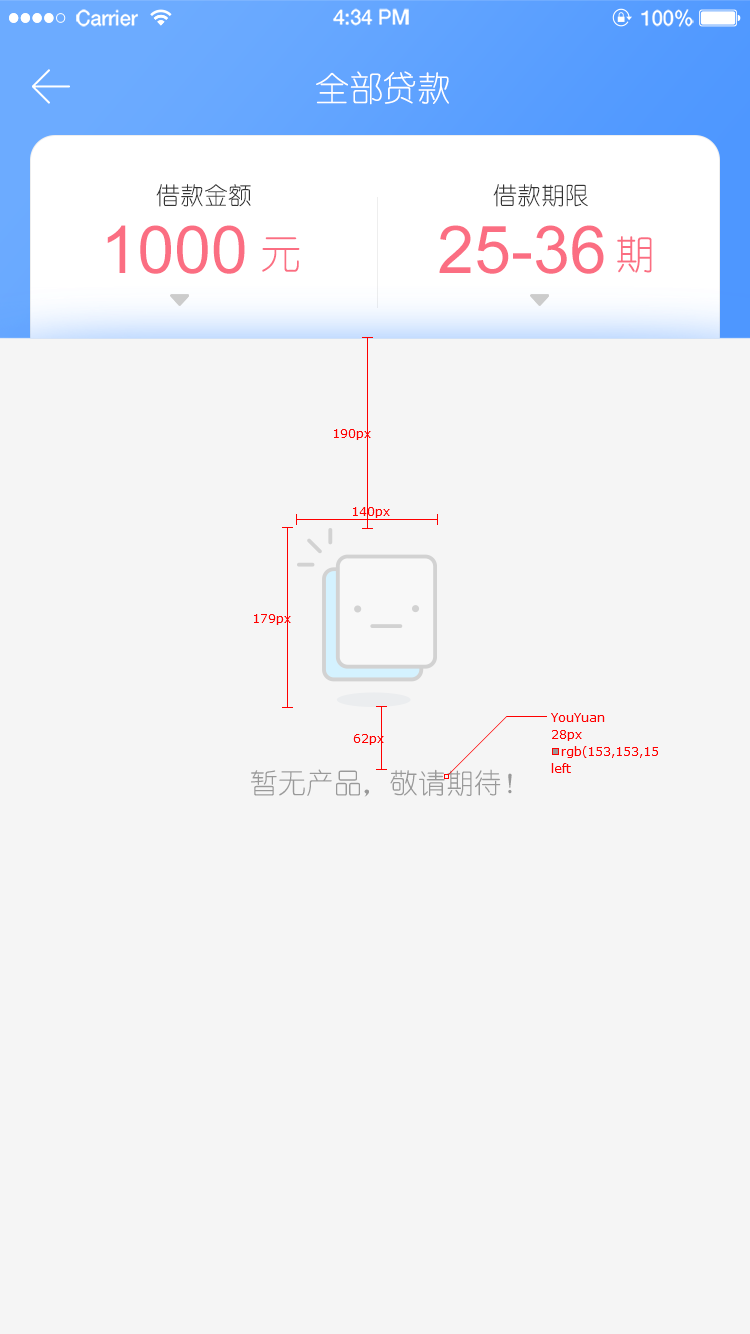 Carrier 4:34 PM 100%
全部贷款
借款金额 借款期限
1000 元 25-36 期
190px
140px
179px
YouYuan
28px
62px
rgb(153,153,15
left
暂无产品，敬请期待！